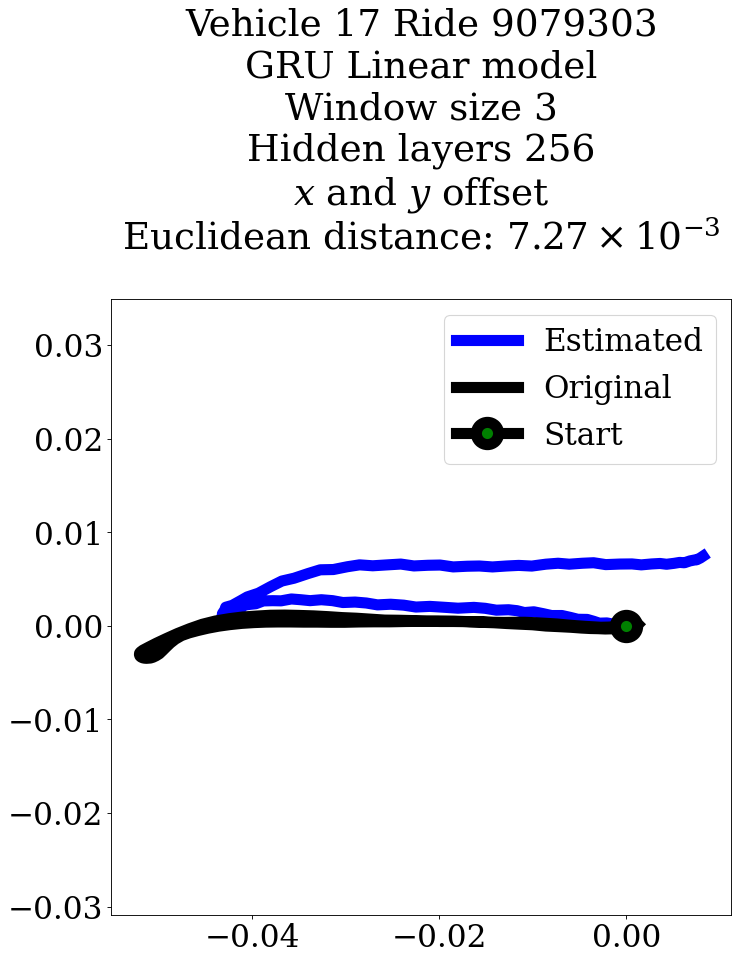 Vehicle 17 Ride 9079303
GRU Linear model
Window size 3
Hidden layers 256
x and y offset
Euclidean distance: 7.27 × 10⁻³
Estimated
Original
Start
0.03
0.02
0.01
0.00
−0.01
−0.02
−0.03
−0.04
−0.02
0.00